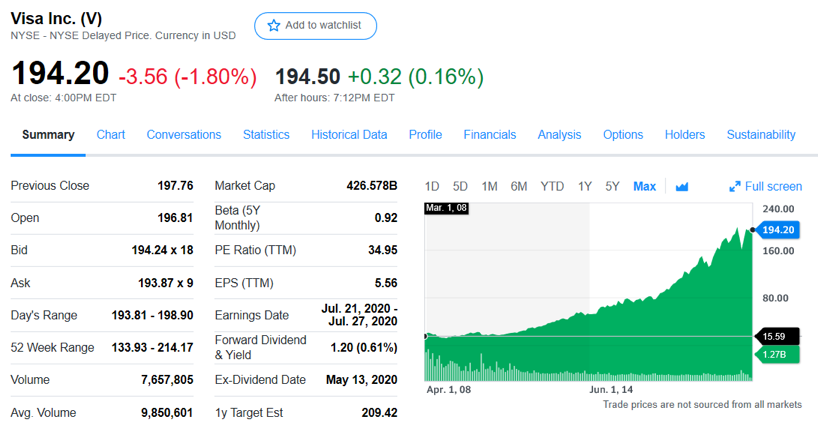 Visa Inc. (V)
Add to watchlist
NYSE - NYSE Delayed Price. Currency in USD
194.20 -3.56 (-1.80%) 194.50 +0.32 (0.16%)
At close: 4:00PM EDT After hours: 7:12PM EDT
Summary Chart Conversations Statistics Historical Data Profile Financials Analysis Options Holders Sustainability
Previous Close 197.76
Open 196.81
Bid 194.24 x 18
Ask 193.87 x 9
Day's Range 193.81 - 198.90
52 Week Range 133.93 - 214.17
Volume 7,657,805
Avg. Volume 9,850,601
Market Cap 426.578B
Beta (5Y
Monthly) 0.92
PE Ratio (TTM) 34.95
EPS (TTM) 5.56
Earnings Date Jul. 21, 2020 -
Jul. 27, 2020
Forward Dividend
& Yield 1.20 (0.61%)
Ex-Dividend Date May 13, 2020
1y Target Est 209.42
1D 5D 1M 6M YTD 1Y 5Y Max Full screen
Mar. 1, 08
240.00
194.20
160.00
80.00
15.59
1.27B
Apr. 1, 08 Jun. 1, 14
Trade prices are not sourced from all markets